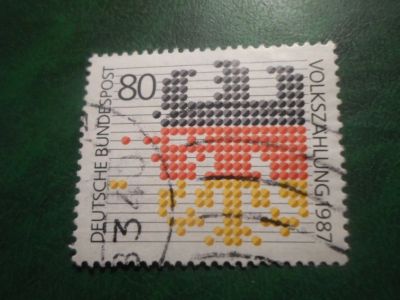 DEUTSCHE BUNDESPOST
80
VOLKSZÄHLUNG 1987